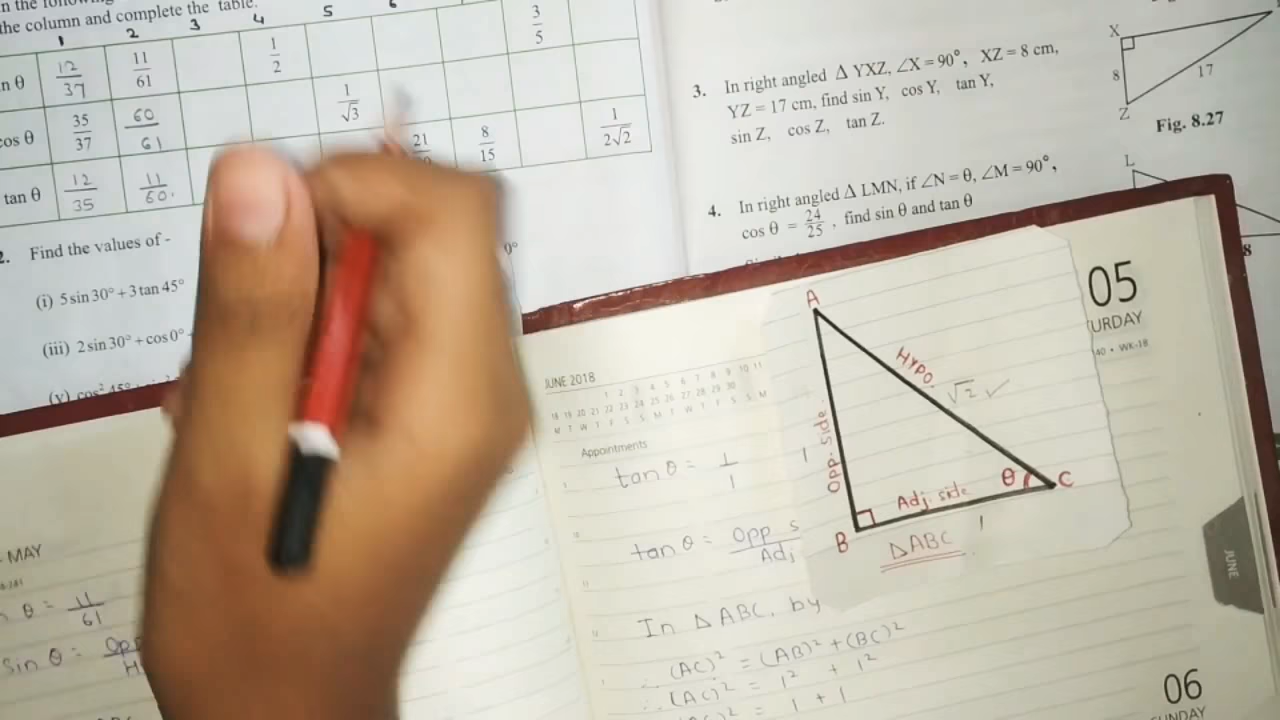 the column and complete the table.
1 2 3 4 5 6
12/37 11/61 1/2 3/5
cos θ 35/37 60/61 1/√3
tan θ 12/35 11/60 21 8/15 1/2√2
2. Find the values of -
(i) 5 sin 30° + 3 tan 45°
(iii) 2 sin 30° + cos 0°
3. In right angled Δ YXZ, ∠X = 90°, XZ = 8 cm,
YZ = 17 cm, find sin Y, cos Y, tan Y,
sin Z, cos Z, tan Z.
X
8
17
Z
Fig. 8.27
4. In right angled Δ LMN, if ∠N = θ, ∠M = 90°,
cos θ = 24/25, find sin θ and tan θ
L
8
MAY
θ = 11/61
sin θ =
JUNE 2018
Appointments
tan θ = 1/1
tan θ = Opp s/Adj
In Δ ABC, by
∴ (AC)² = (AB)² + (BC)²
∴ (AC)² = 1² + 1²
1 + 1
A
HYPO.
√2 ✓
1
Opp. side
Adj. side
θ
C
B
1
ΔABC
05
URDAY
WK-18
JUNE
06
SUNDAY